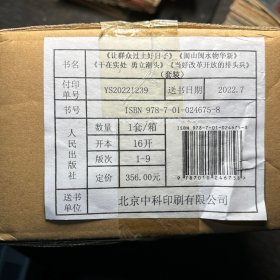 书名
《让群众过上好日子》《闽山闽水物华新》
《干在实处 勇立潮头》《当好改革开放的排头兵》
（套装）
付印单号 YS20221239 送书日期 2022.7
书号 ISBN 978-7-01-024675-8
人民出版社
数量 1套/箱
开本 16开
版次 1-9
定价 356.00元
9787010246758
送书单位 北京中科印刷有限公司